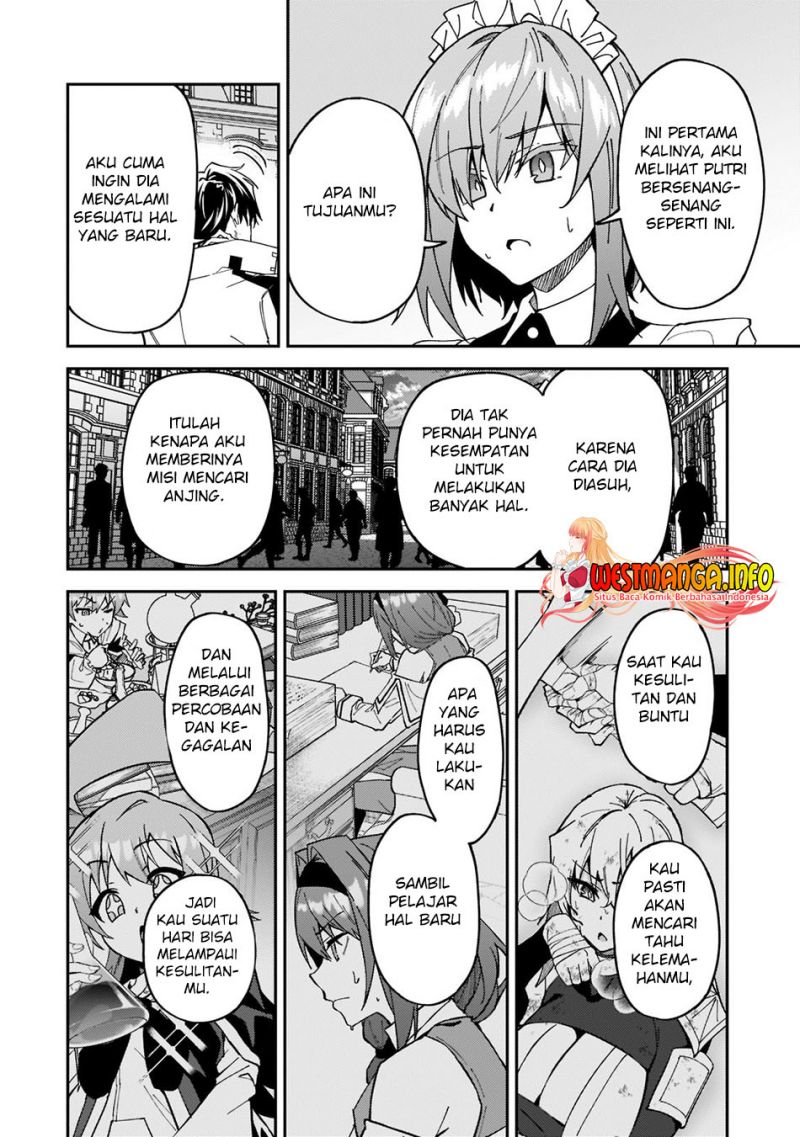 INI PERTAMA
KALINYA, AKU
MELIHAT PUTRI
BERSENANG-
SENANG
SEPERTI INI.
APA INI
TUJUANMU?
AKU CUMA
INGIN DIA
MENGALAMI
SESUATU HAL
YANG BARU.
KARENA
CARA DIA
DIASUH,
DIA TAK
PERNAH PUNYA
KESEMPATAN
UNTUK
MELAKUKAN
BANYAK HAL.
ITULAH
KENAPA AKU
MEMBERINYA
MISI MENCARI
ANJING.
WESTMANGA.INFO
Situs Baca Komik Berbahasa Indonesia
SAAT KAU
KESULI-
TAN DAN
BUNTU
KAU
PASTI
AKAN
MENCARI
TAHU
KELEMA-
HANMU,
APA
YANG
HARUS
KAU
LAKU-
KAN
SAMBIL
PELAJAR
HAL BARU
DAN
MELALUI
BERBAGAI
PERCOBAAN
DAN KE-
GAGALAN
JADI
KAU SUATU
HARI BISA
MELAMPAUI
KESULITAN-
MU.